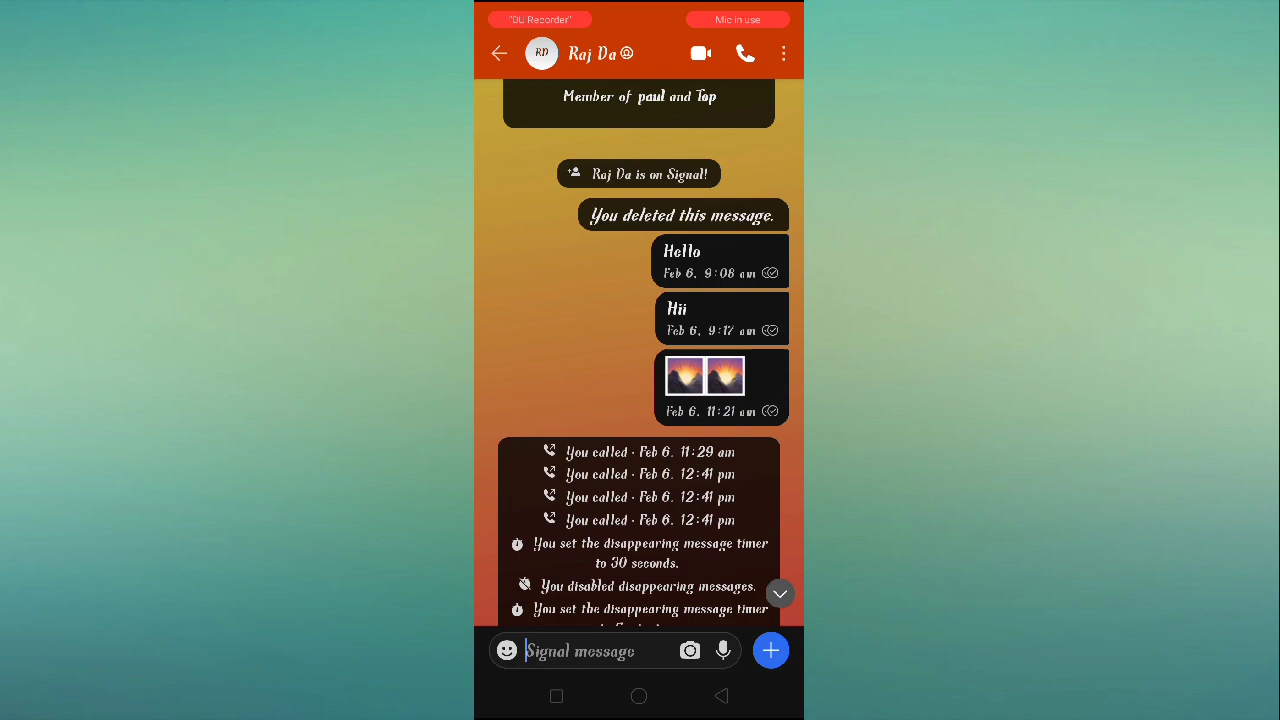 "DU Recorder"
Mic in use
RD
Raj Da
Member of paul and Top
Raj Da is on Signal!
You deleted this message.
Hello
Feb 6, 9:08 am
Hii
Feb 6, 9:17 am
Feb 6, 11:21 am
You called · Feb 6, 11:29 am
You called · Feb 6, 12:41 pm
You called · Feb 6, 12:41 pm
You called · Feb 6, 12:41 pm
You set the disappearing message timer
to 30 seconds.
You disabled disappearing messages.
You set the disappearing message timer
Signal message